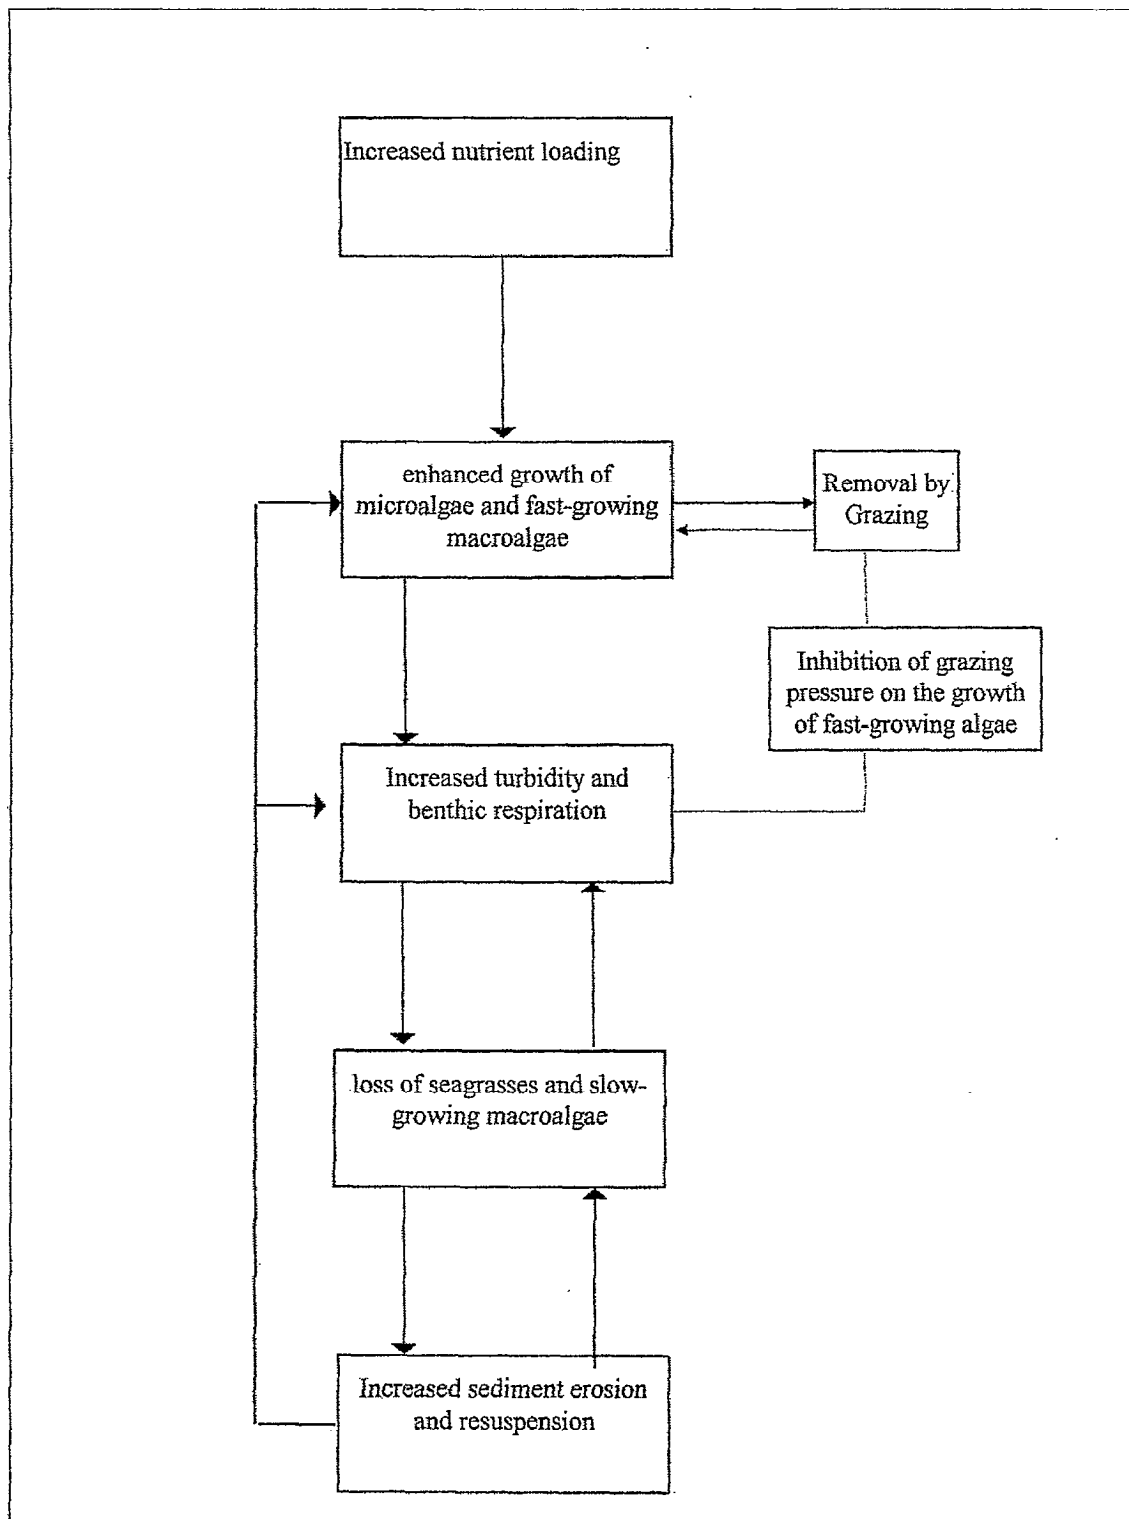 Increased nutrient loading
enhanced growth of
microalgae and fast-growing
macroalgae
Removal by
Grazing
Inhibition of grazing
pressure on the growth
of fast-growing algae
Increased turbidity and
benthic respiration
loss of seagrasses and slow-
growing macroalgae
Increased sediment erosion
and resuspension